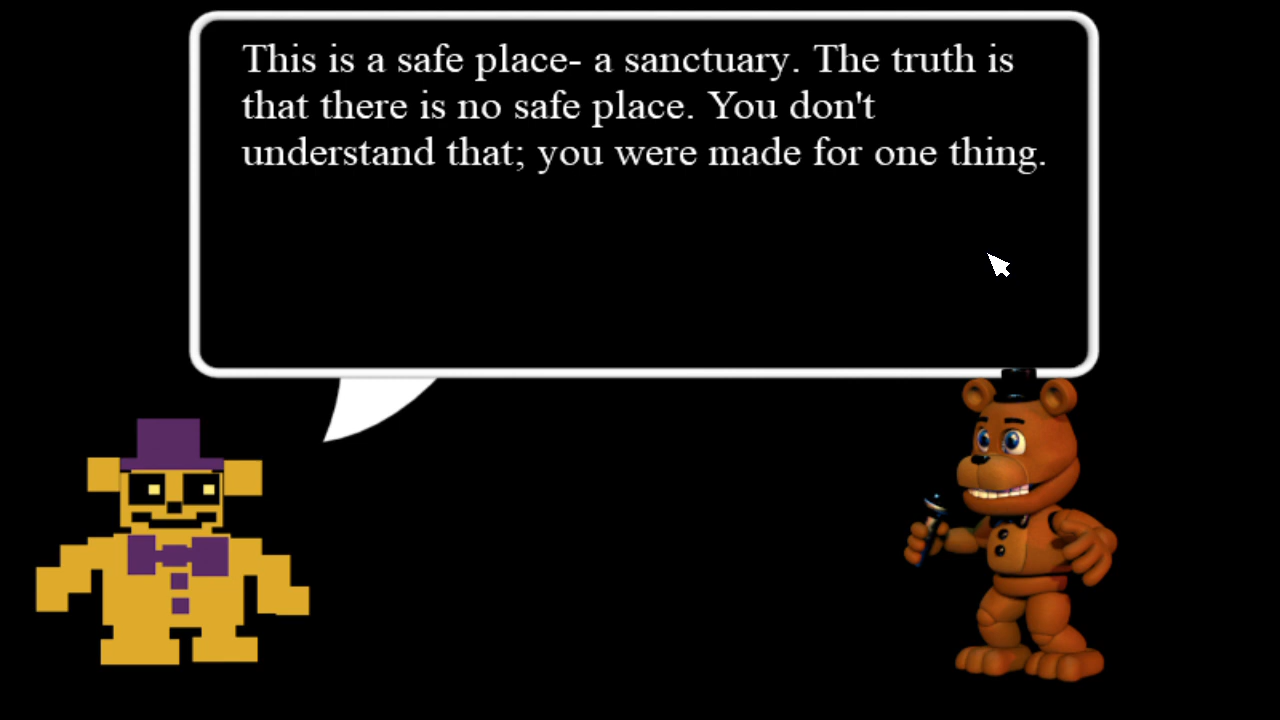 This is a safe place- a sanctuary. The truth is
that there is no safe place. You don't
understand that; you were made for one thing.